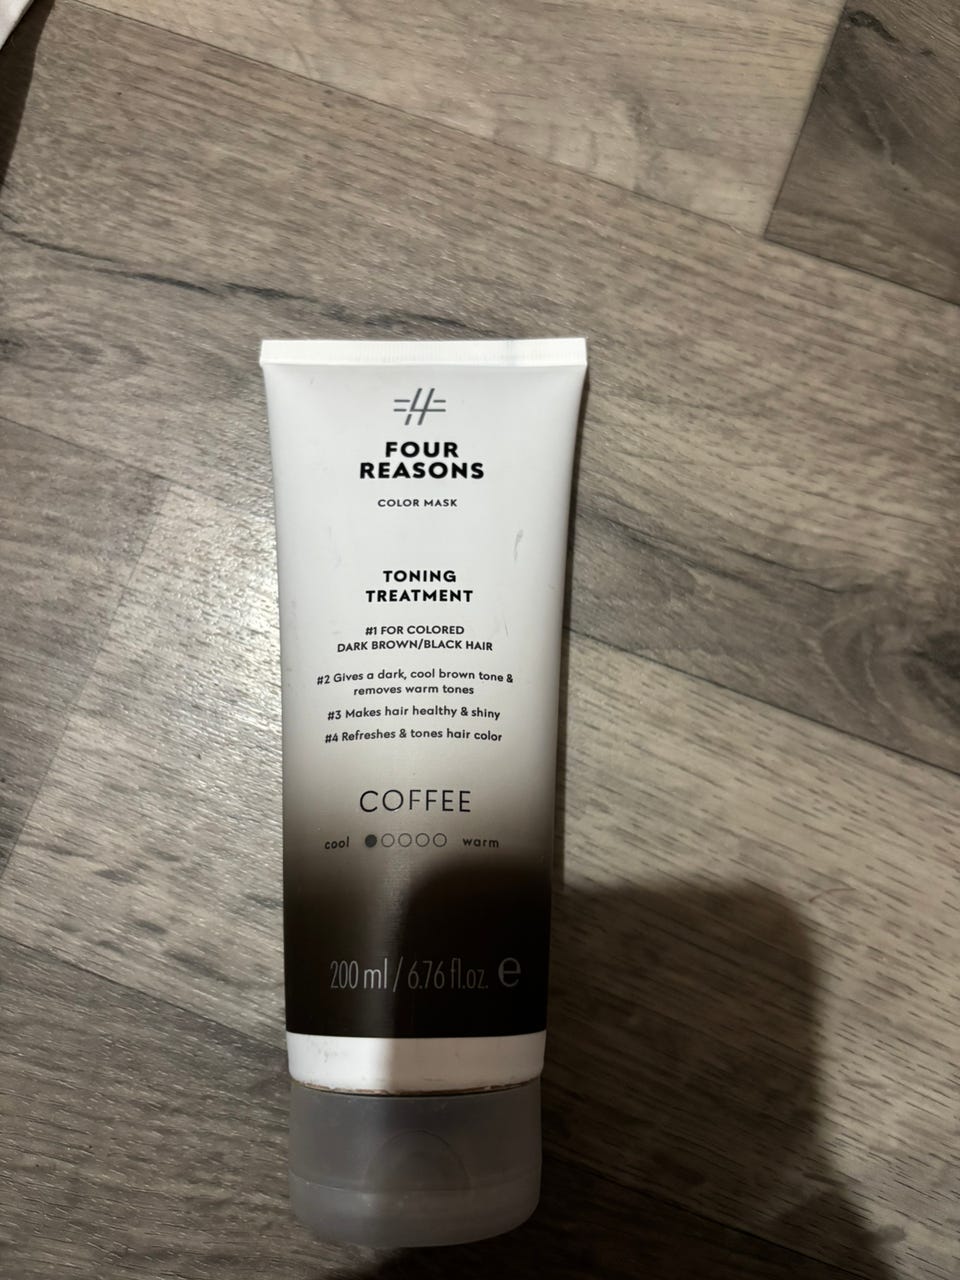 FOUR
REASONS
COLOR MASK
TONING
TREATMENT
#1 FOR COLORED
DARK BROWN/BLACK HAIR
#2 Gives a dark, cool brown tone &
removes warm tones
#3 Makes hair healthy & shiny
#4 Refreshes & tones hair color
COFFEE
cool ●○○○○ warm
200 ml / 6.76 fl.oz. ℮